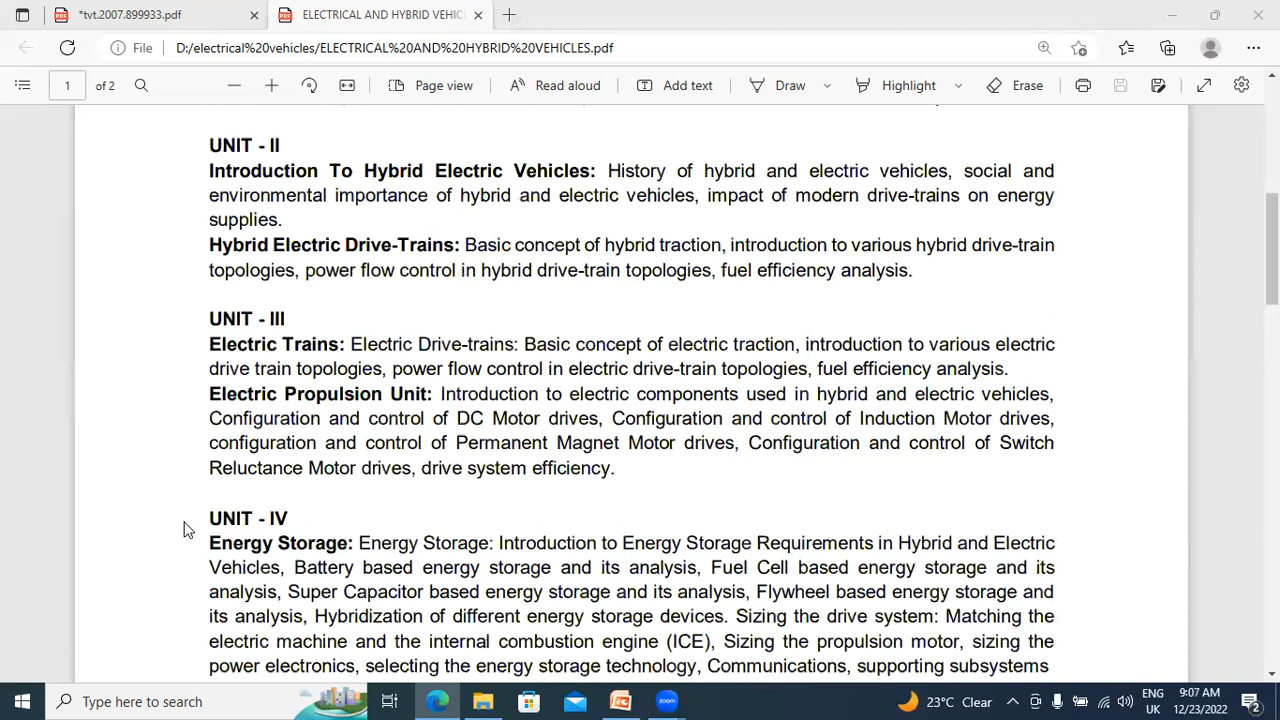 *tvt.2007.899933.pdf
ELECTRICAL AND HYBRID VEHIC
File
D:/electrical%20vehicles/ELECTRICAL%20AND%20HYBRID%20VEHICLES.pdf
1
of 2
Page view
Read aloud
Add text
Draw
Highlight
Erase
UNIT - II
Introduction To Hybrid Electric Vehicles: History of hybrid and electric vehicles, social and
environmental importance of hybrid and electric vehicles, impact of modern drive-trains on energy
supplies.
Hybrid Electric Drive-Trains: Basic concept of hybrid traction, introduction to various hybrid drive-train
topologies, power flow control in hybrid drive-train topologies, fuel efficiency analysis.
UNIT - III
Electric Trains: Electric Drive-trains: Basic concept of electric traction, introduction to various electric
drive train topologies, power flow control in electric drive-train topologies, fuel efficiency analysis.
Electric Propulsion Unit: Introduction to electric components used in hybrid and electric vehicles,
Configuration and control of DC Motor drives, Configuration and control of Induction Motor drives,
configuration and control of Permanent Magnet Motor drives, Configuration and control of Switch
Reluctance Motor drives, drive system efficiency.
UNIT - IV
Energy Storage: Energy Storage: Introduction to Energy Storage Requirements in Hybrid and Electric
Vehicles, Battery based energy storage and its analysis, Fuel Cell based energy storage and its
analysis, Super Capacitor based energy storage and its analysis, Flywheel based energy storage and
its analysis, Hybridization of different energy storage devices. Sizing the drive system: Matching the
electric machine and the internal combustion engine (ICE), Sizing the propulsion motor, sizing the
power electronics, selecting the energy storage technology, Communications, supporting subsystems
Type here to search
zoom
23°C Clear
ENG
UK
9:07 AM
12/23/2022
2